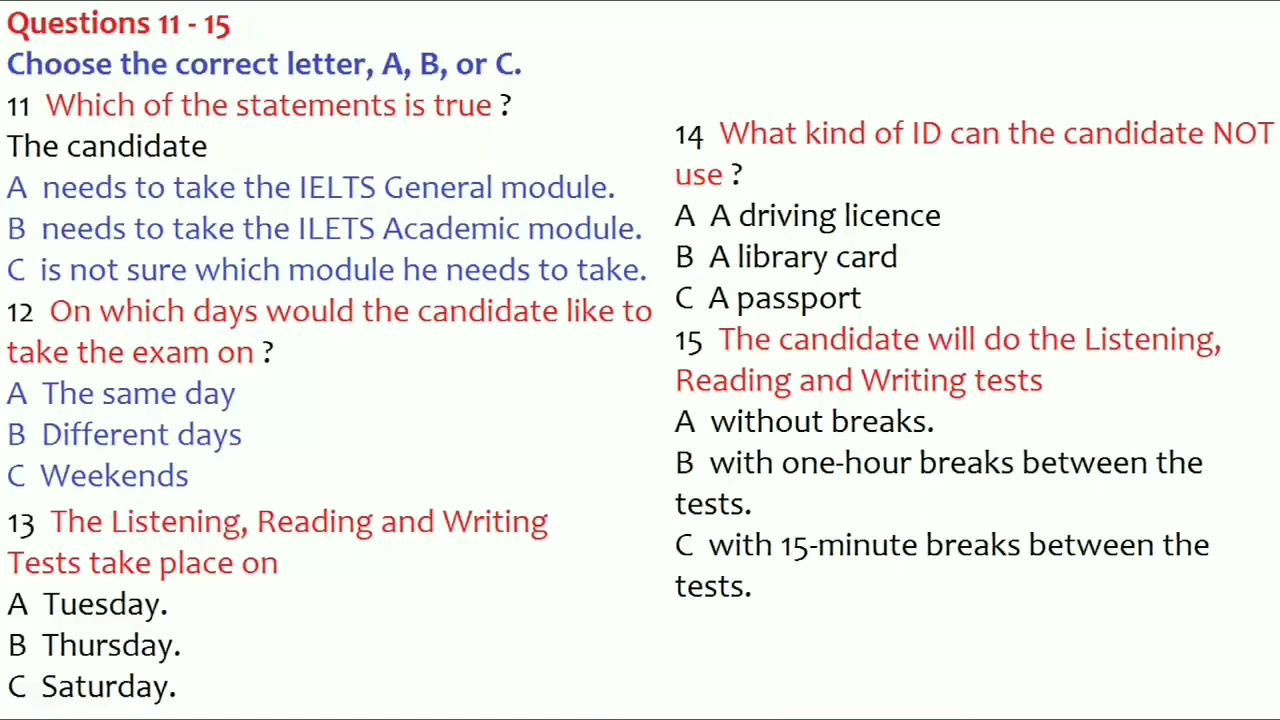 Questions 11 - 15
Choose the correct letter, A, B, or C.
11 Which of the statements is true ?
The candidate
A needs to take the IELTS General module.
B needs to take the ILETS Academic module.
C is not sure which module he needs to take.
12 On which days would the candidate like to
take the exam on ?
A The same day
B Different days
C Weekends
13 The Listening, Reading and Writing
Tests take place on
A Tuesday.
B Thursday.
C Saturday.
14 What kind of ID can the candidate NOT
use ?
A A driving licence
B A library card
C A passport
15 The candidate will do the Listening,
Reading and Writing tests
A without breaks.
B with one-hour breaks between the
tests.
C with 15-minute breaks between the
tests.